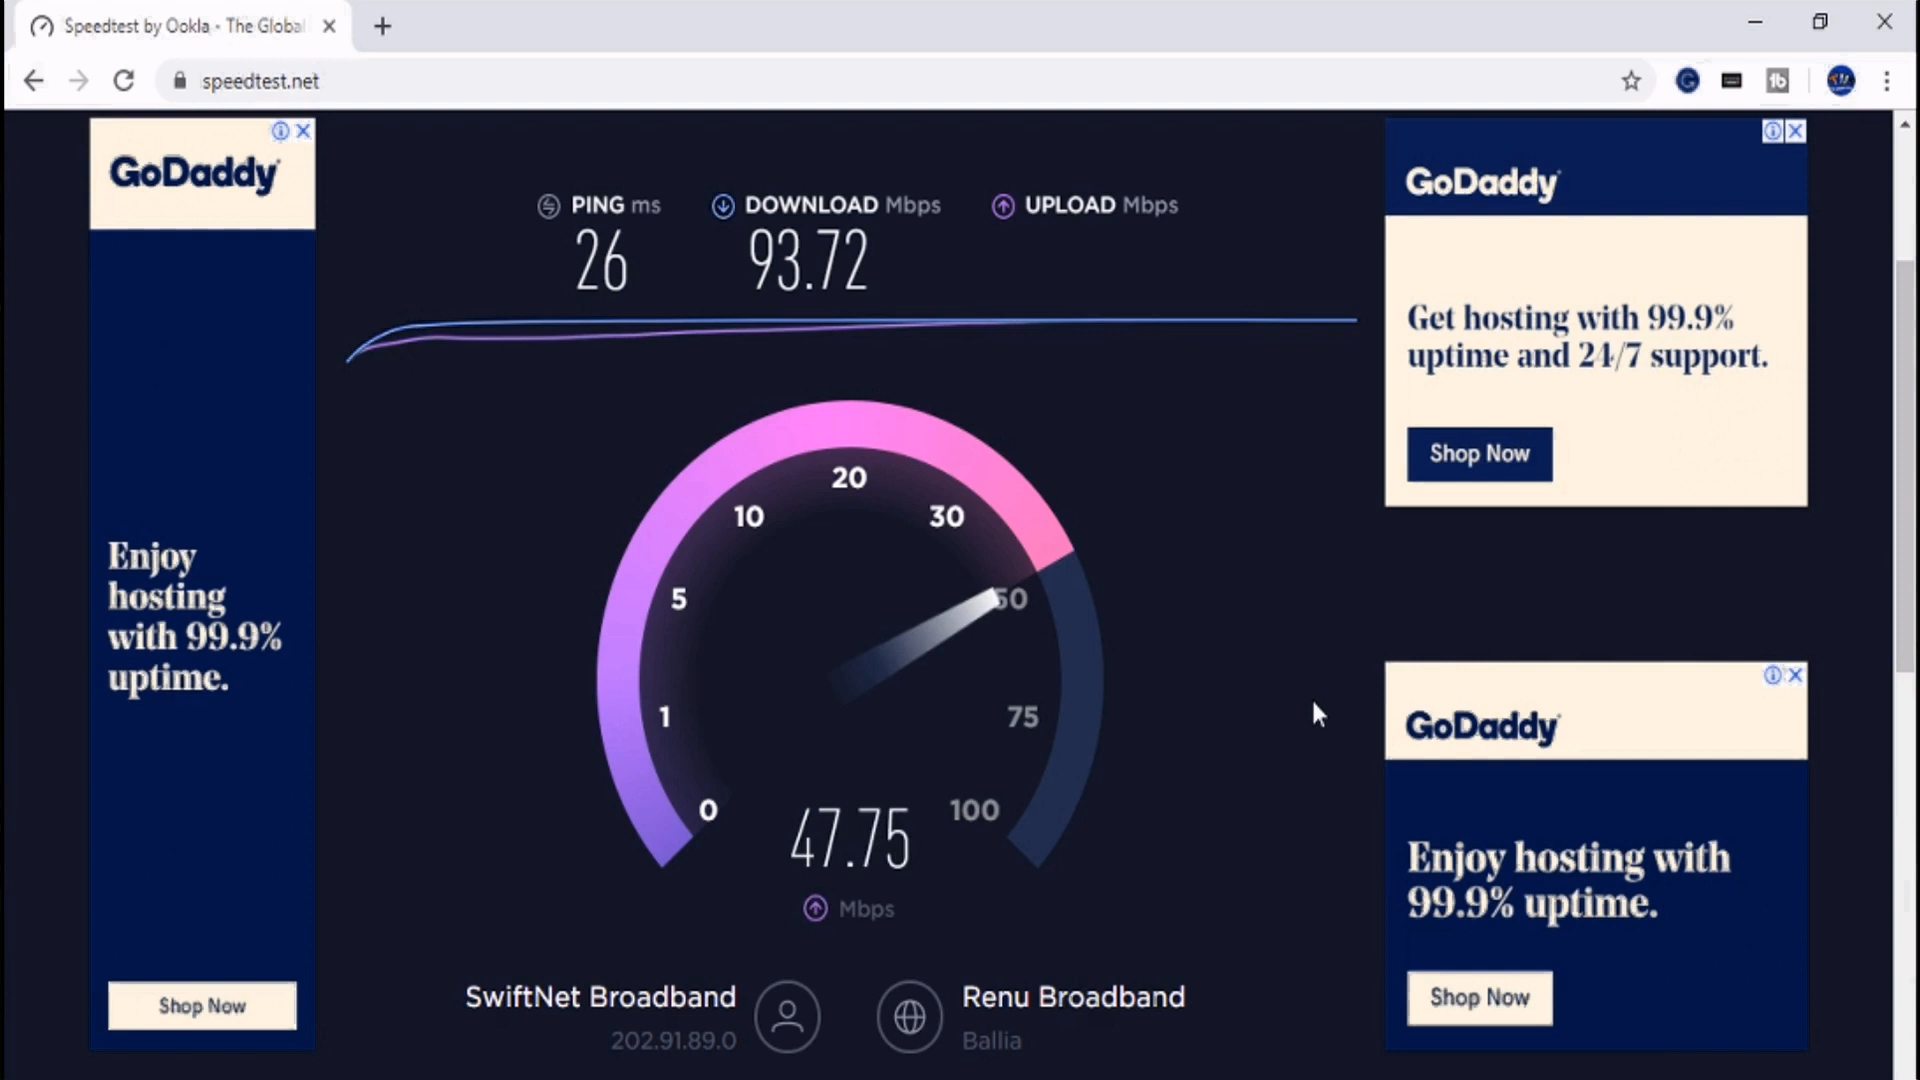 Speedtest by Ookla - The Global
speedtest.net
GoDaddy
Enjoy
hosting
with 99.9%
uptime.
Shop Now
PING ms
26
DOWNLOAD Mbps
93.72
UPLOAD Mbps
0
1
5
10
20
30
50
75
100
47.75
Mbps
SwiftNet Broadband
202.91.89.0
Renu Broadband
Ballia
GoDaddy
Get hosting with 99.9%
uptime and 24/7 support.
Shop Now
GoDaddy
Enjoy hosting with
99.9% uptime.
Shop Now